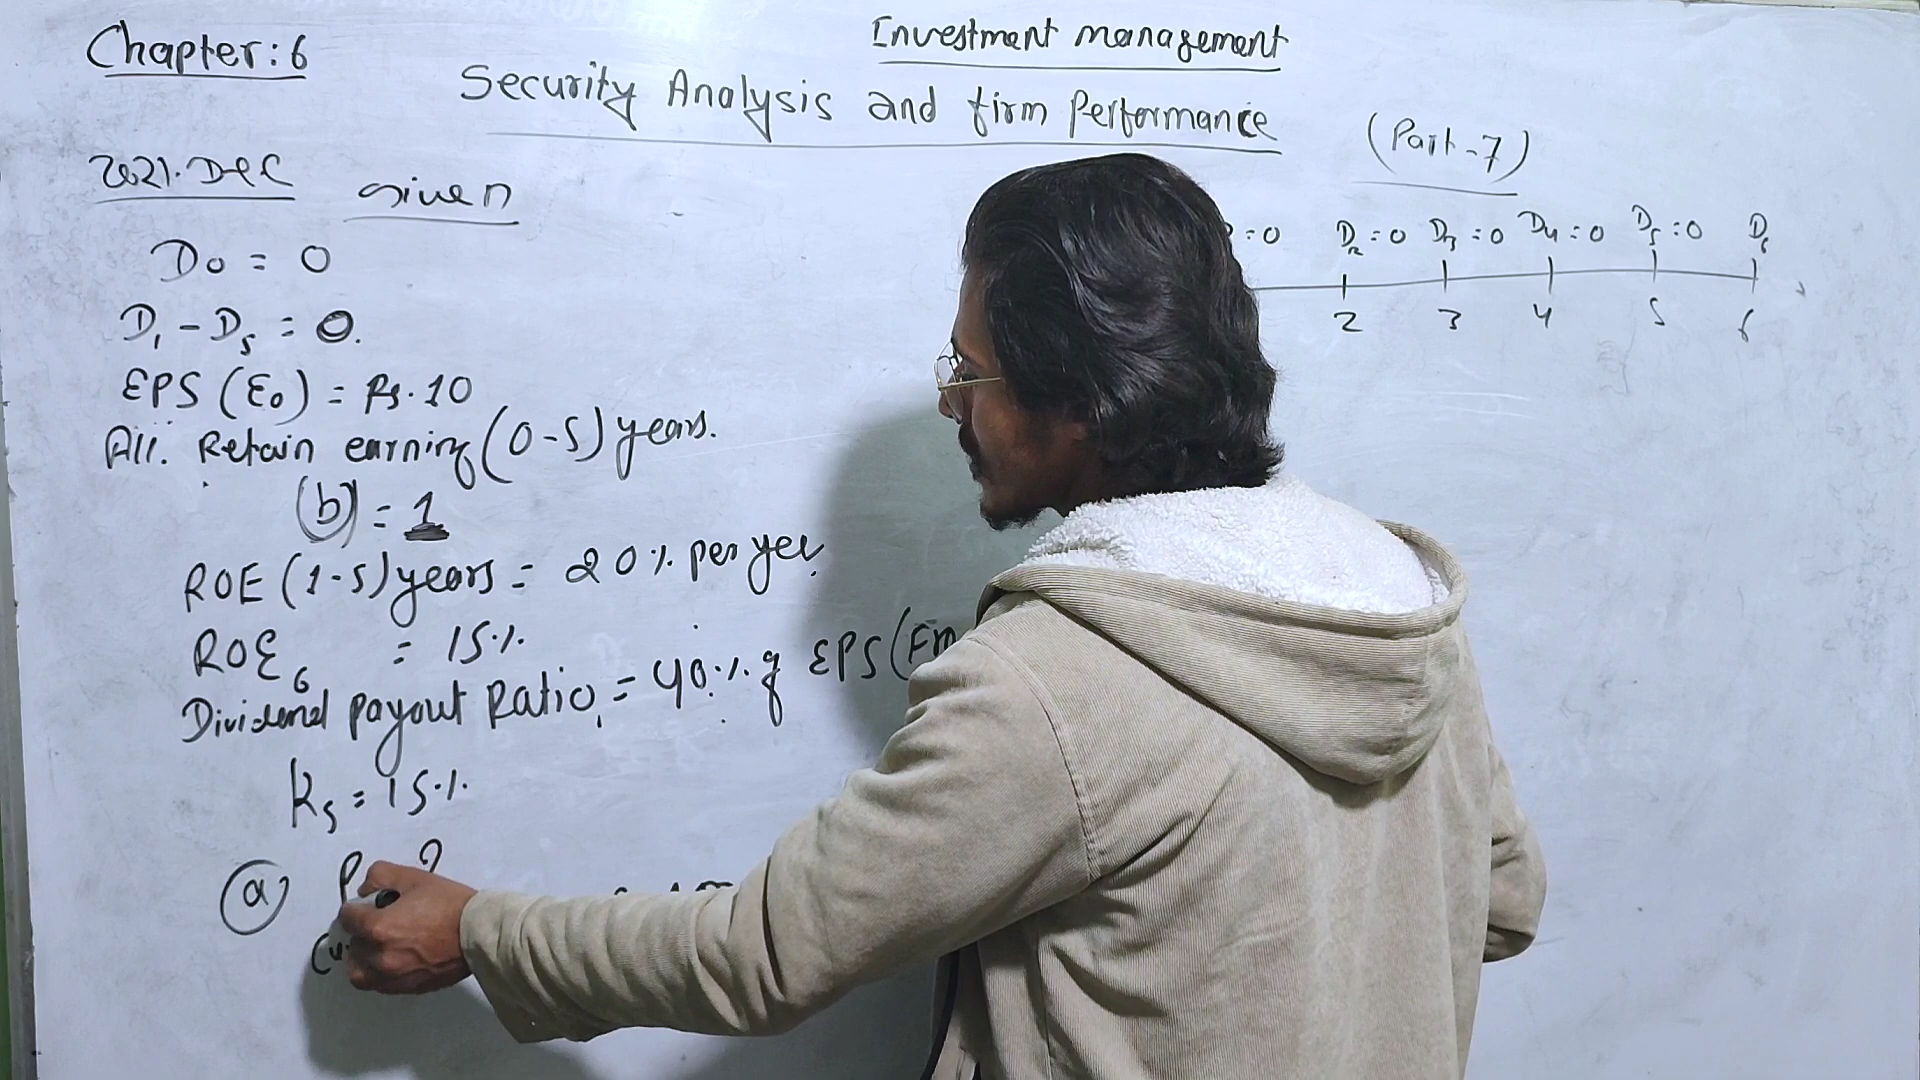 Chapter: 6
Investment management
Security Analysis and firm Performance
(Part-7)
2021.Dec given
D0 = 0
D1 - D5 = 0.
EPS (E0) = Rs. 10
All. Retain earning (0-5) years.
(b) = 1
ROE (1-5) years = 20% per yer
ROE6 = 15%
Dividend payout Ratio, = 40% of EPS (
Ks = 15%
(a) P ?
:0 D2:0 D3:0 D4:0 D5:0 D6
2 3 4 5 6